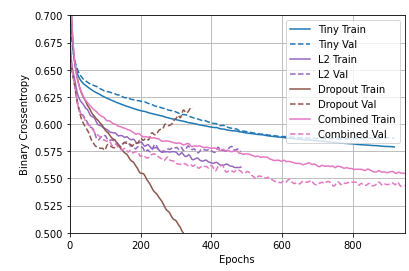 0.700
0.675
0.650
0.625
0.600
0.575
0.550
0.525
0.500
Binary Crossentropy
Tiny Train
Tiny Val
L2 Train
L2 Val
Dropout Train
Dropout Val
Combined Train
Combined Val
0
200
400
600
800
Epochs